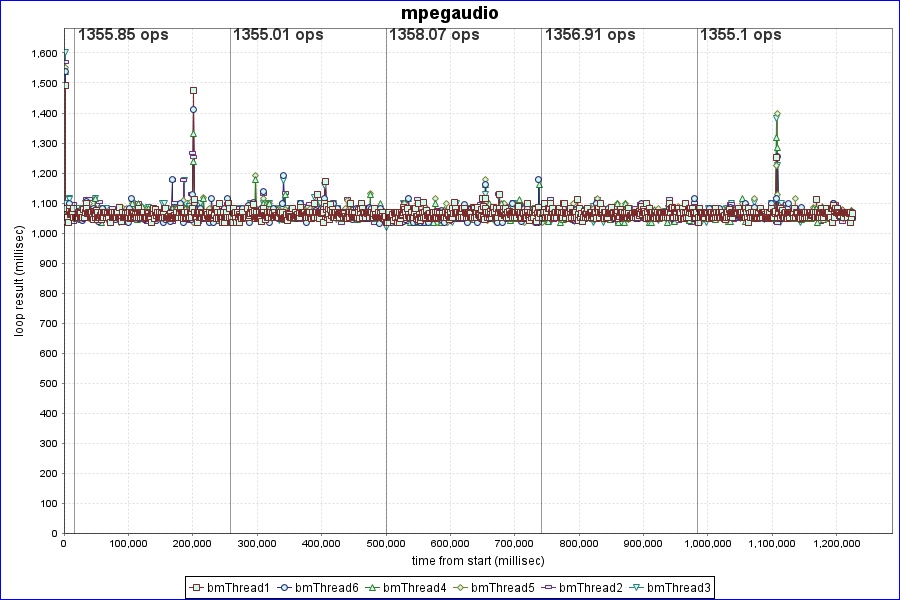 mpegaudio
1355.85 ops 1355.01 ops 1358.07 ops 1356.91 ops 1355.1 ops
1,600
1,500
1,400
1,300
1,200
1,100
1,000
900
800
700
600
500
400
300
200
100
0
loop result (millisec)
0 100,000 200,000 300,000 400,000 500,000 600,000 700,000 800,000 900,000 1,000,000 1,100,000 1,200,000
time from start (millisec)
bmThread1 bmThread6 bmThread4 bmThread5 bmThread2 bmThread3